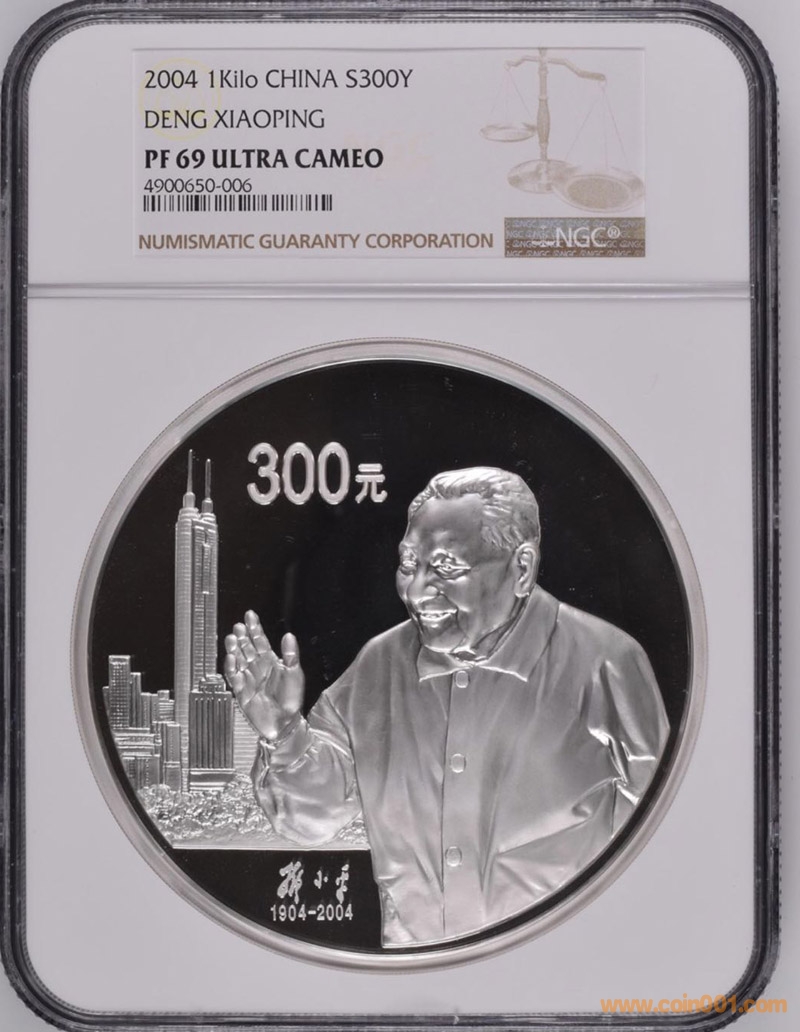 2004 1Kilo CHINA S300Y
DENG XIAOPING
PF 69 ULTRA CAMEO
4900650-006
NUMISMATIC GUARANTY CORPORATION
NGC®
300元
邓小平
1904-2004
www.coin001.com